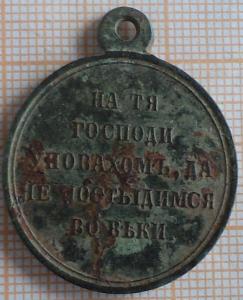 НА ТЯ
ГОСПОДИ
УПОВАХОМЪ, ДА
НЕ ПОСТЫДИМСЯ
ВО ВѢКИ